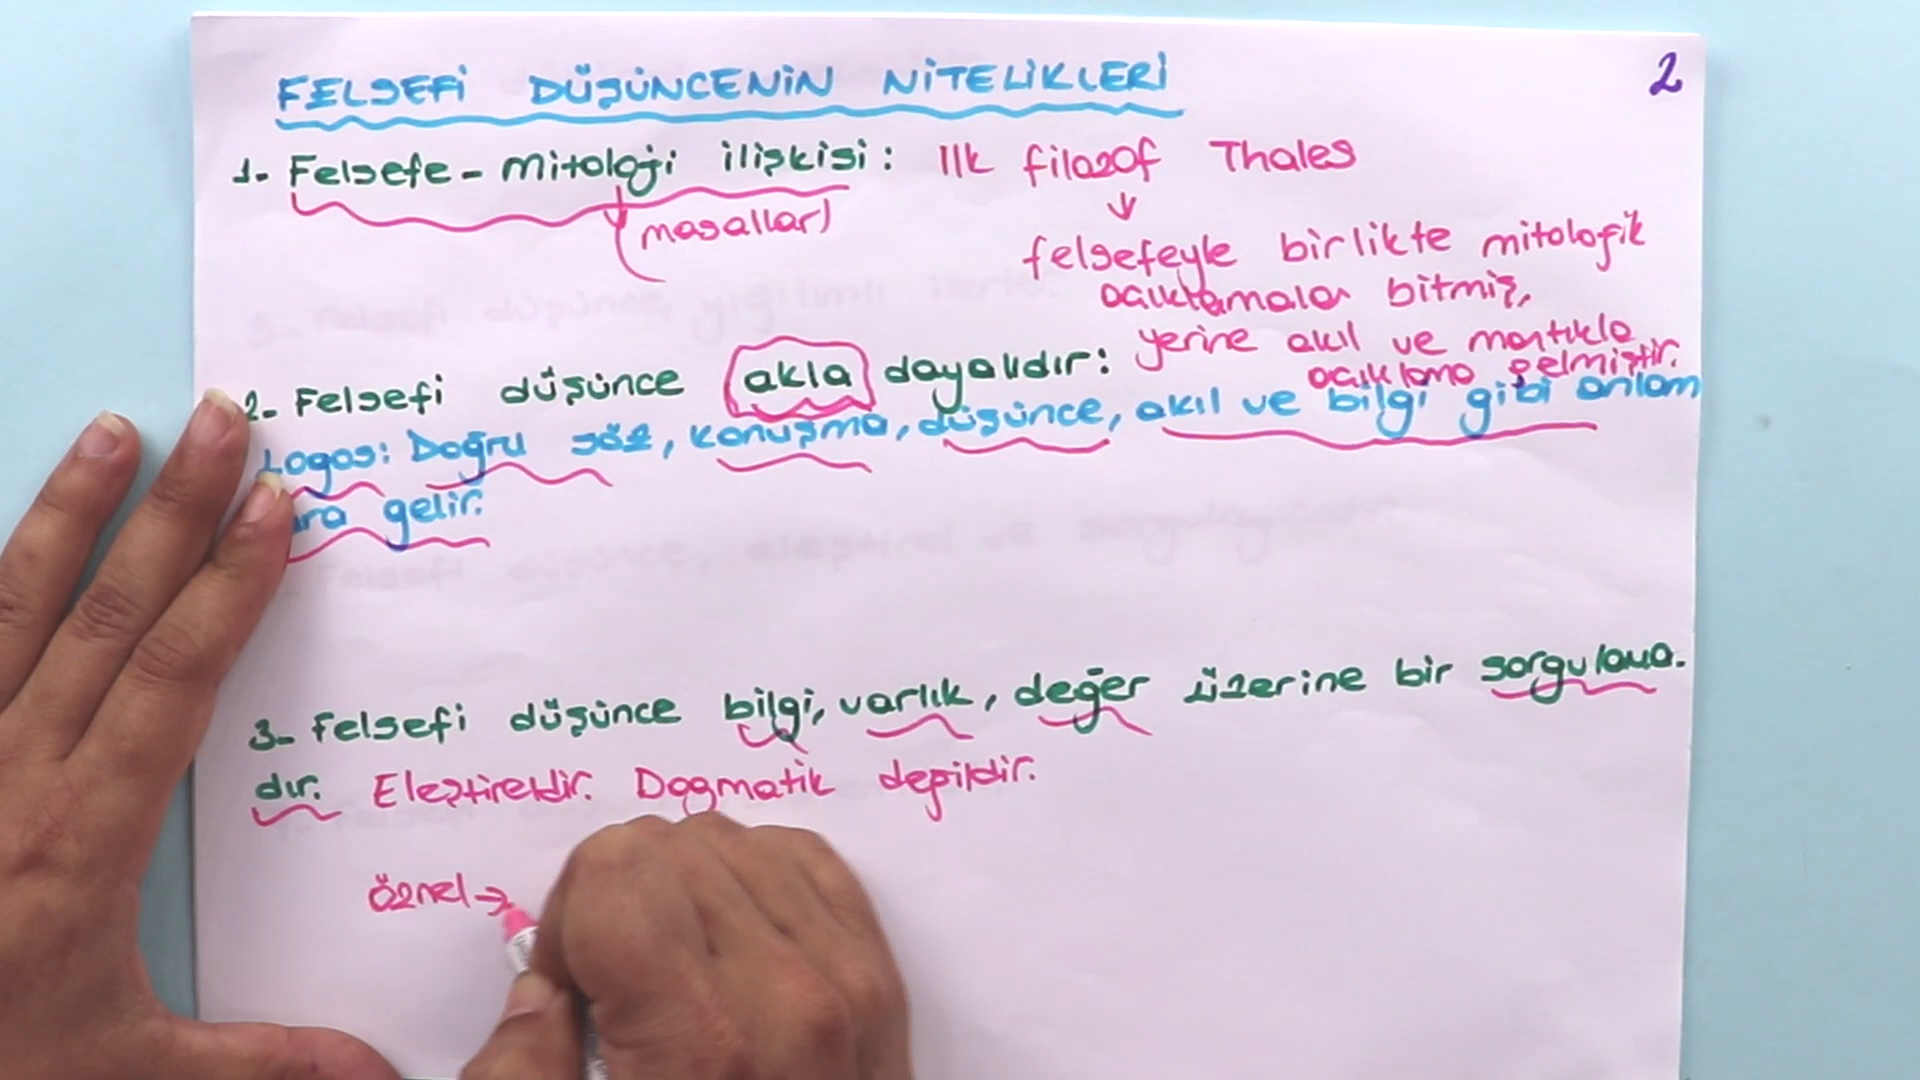 FELSEFİ DÜŞÜNCENİN NİTELİKLERİ
2
1- Felsefe - Mitoloji ilişkisi: İlk filozof Thales
(masallar)
felsefeyle birlikte mitolojik
açıklamalar bitmiş,
yerine akıl ve mantıkla
açıklama gelmiştir.
2- Felsefi düşünce akla dayalıdır:
Logos: Doğru söz, konuşma, düşünce, akıl ve bilgi gibi anlam
gelir.
3- Felsefi düşünce bilgi, varlık, değer üzerine bir sorgulama.
dır. Eleştireldir. Dogmatik değildir.
Öznel →